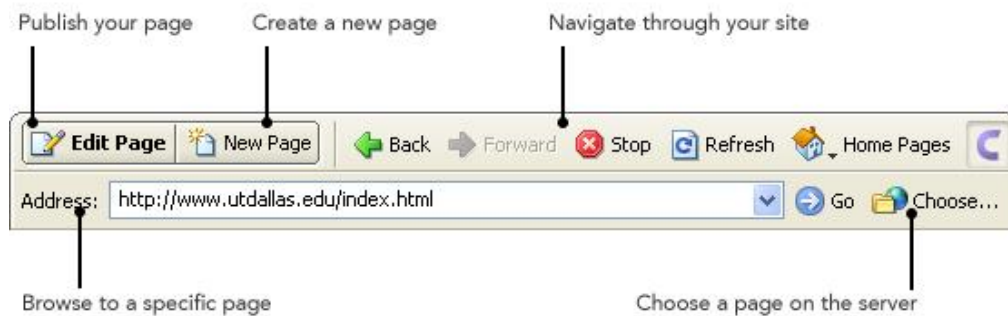 Publish your page Create a new page Navigate through your site
Edit Page New Page Back Forward Stop Refresh Home Pages
Address: http://www.utdallas.edu/index.html Go Choose...
Browse to a specific page Choose a page on the server